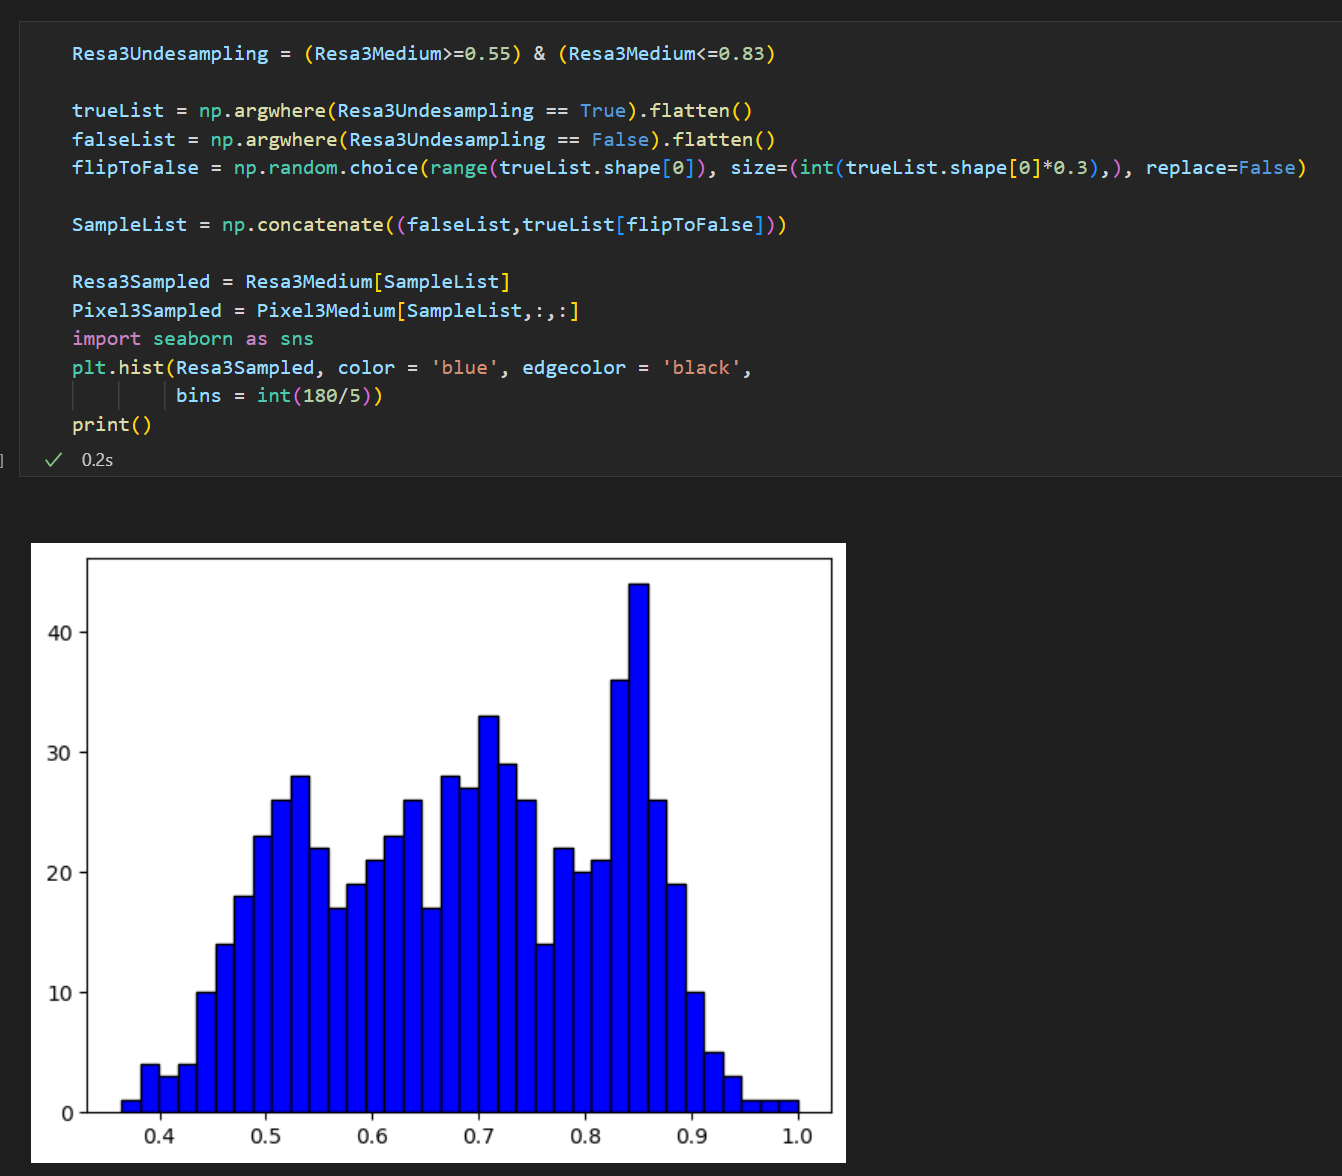 Resa3Undesampling = (Resa3Medium>=0.55) & (Resa3Medium<=0.83)
trueList = np.argwhere(Resa3Undesampling == True).flatten()
falseList = np.argwhere(Resa3Undesampling == False).flatten()
flipToFalse = np.random.choice(range(trueList.shape[0]), size=(int(trueList.shape[0]*0.3),), replace=False)
SampleList = np.concatenate((falseList,trueList[flipToFalse]))
Resa3Sampled = Resa3Medium[SampleList]
Pixel3Sampled = Pixel3Medium[SampleList,:,:]
import seaborn as sns
plt.hist(Resa3Sampled, color = 'blue', edgecolor = 'black',
bins = int(180/5))
print()
] 0.2s
40
30
20
10
0
0.4 0.5 0.6 0.7 0.8 0.9 1.0